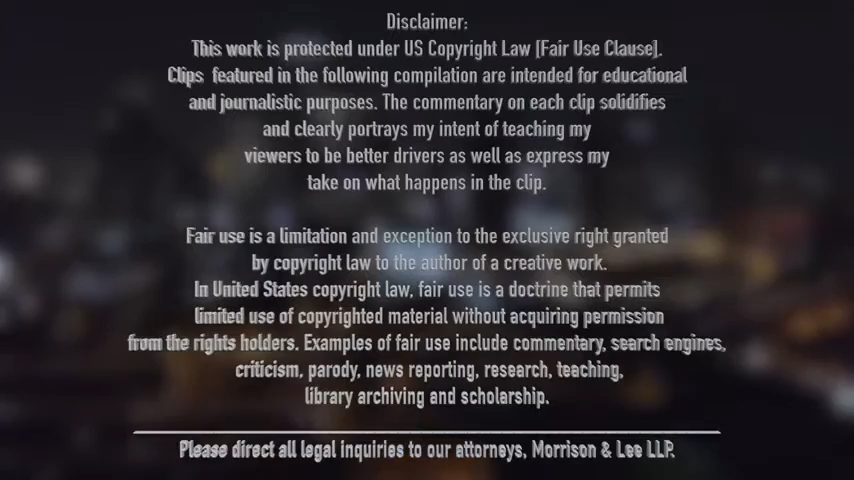 Disclaimer:
This work is protected under US Copyright Law [Fair Use Clause].
Clips featured in the following compilation are intended for educational
and journalistic purposes. The commentary on each clip solidifies
and clearly portrays my intent of teaching my
viewers to be better drivers as well as express my
take on what happens in the clip.
Fair use is a limitation and exception to the exclusive right granted
by copyright law to the author of a creative work.
In United States copyright law, fair use is a doctrine that permits
limited use of copyrighted material without acquiring permission
from the rights holders. Examples of fair use include commentary, search engines,
criticism, parody, news reporting, research, teaching,
library archiving and scholarship.
Please direct all legal inquiries to our attorneys, Morrison & Lee LLP.